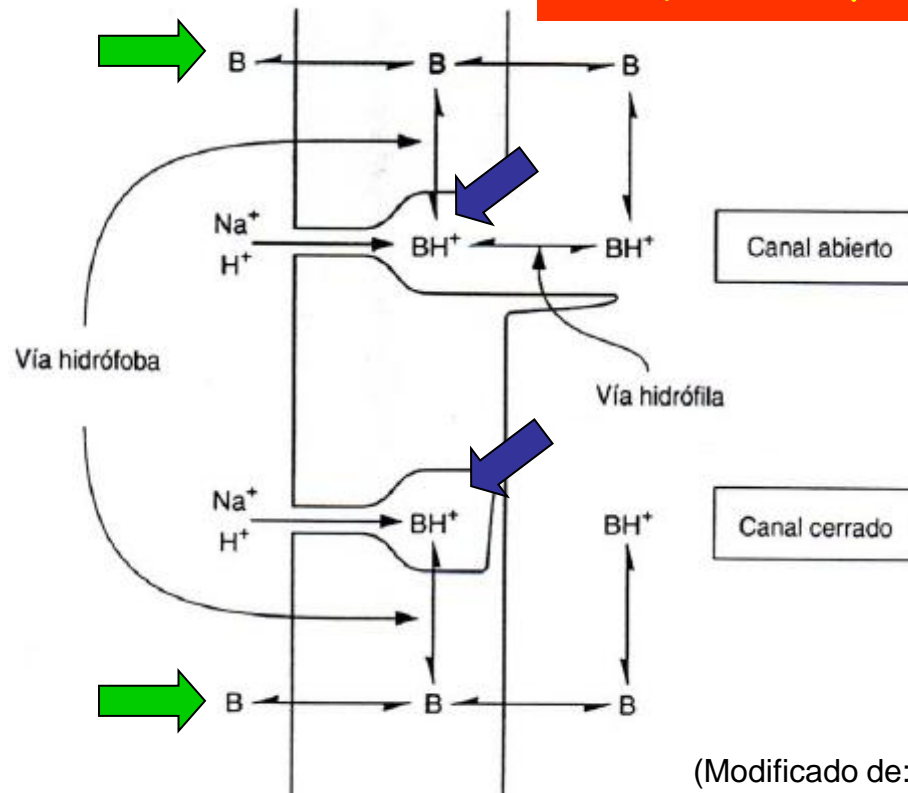 B B B
Na⁺
H⁺
BH⁺ BH⁺
Canal abierto
Vía hidrófoba
Vía hidrófila
Na⁺
H⁺
BH⁺ BH⁺
Canal cerrado
B B B
(Modificado de: